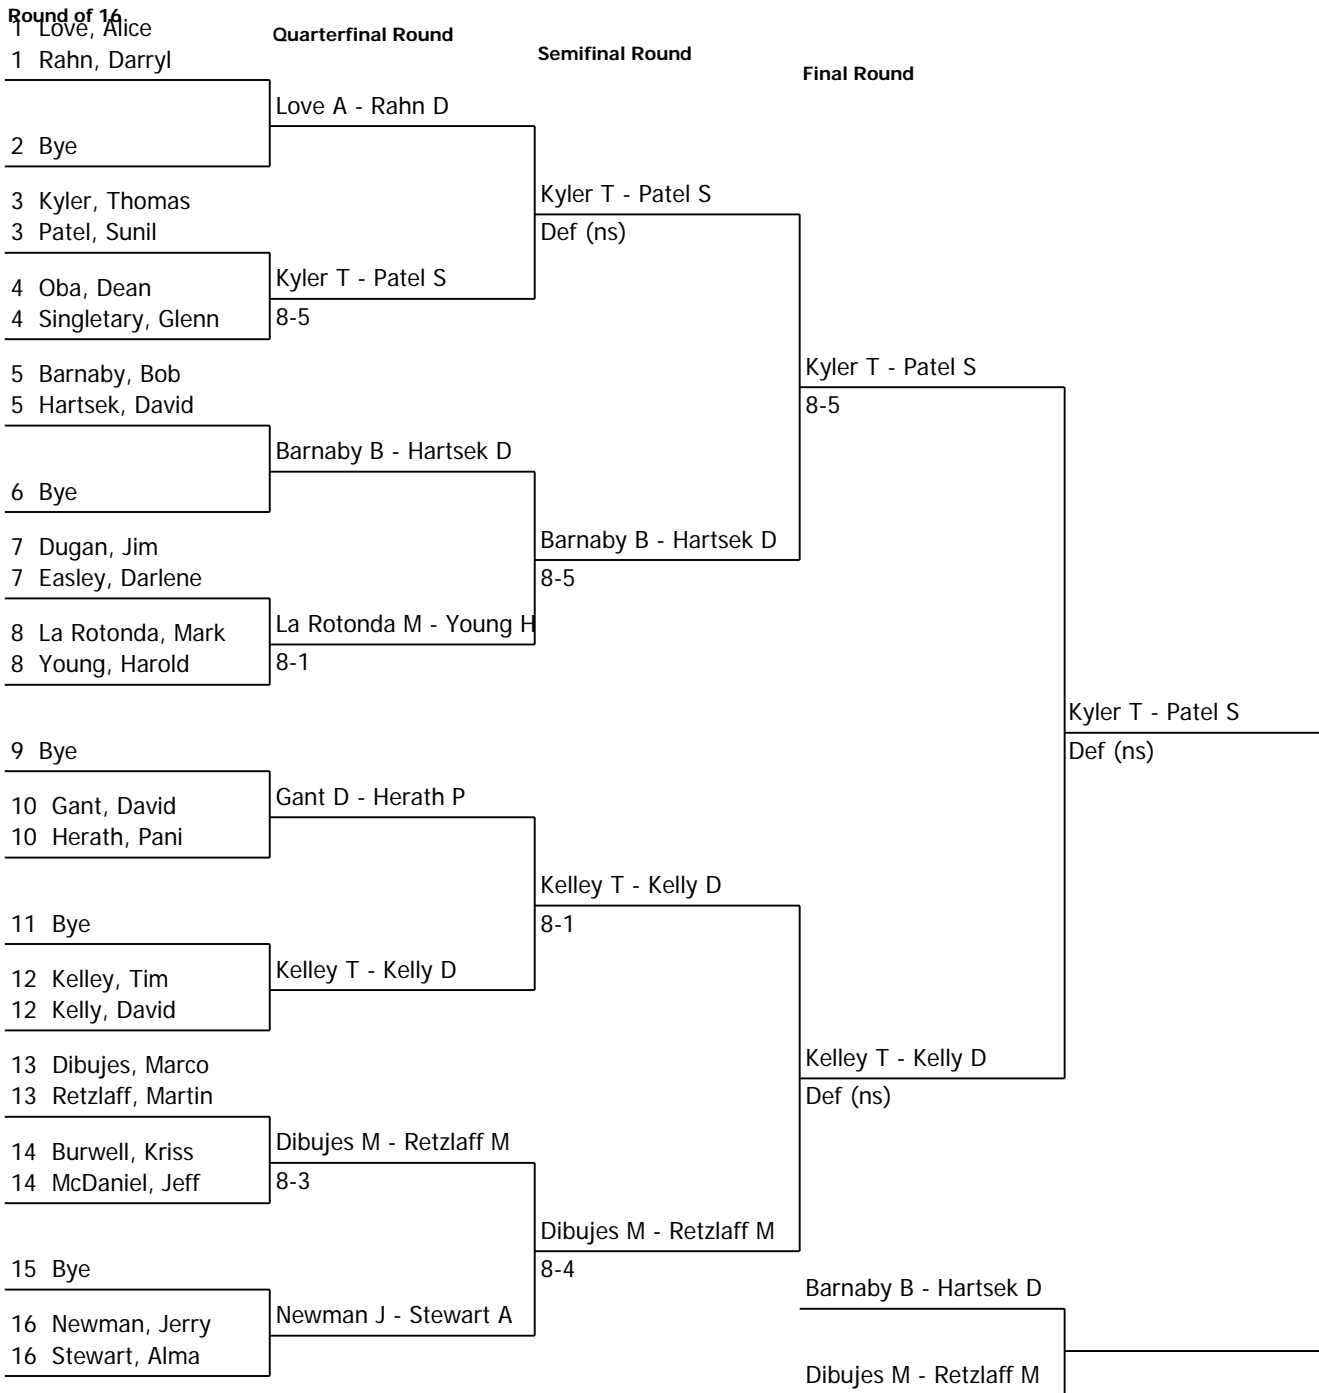 Round of 16
1 Love, Alice
1 Rahn, Darryl
2 Bye
3 Kyler, Thomas
3 Patel, Sunil
4 Oba, Dean
4 Singletary, Glenn
5 Barnaby, Bob
5 Hartsek, David
6 Bye
7 Dugan, Jim
7 Easley, Darlene
8 La Rotonda, Mark
8 Young, Harold
9 Bye
10 Gant, David
10 Herath, Pani
11 Bye
12 Kelley, Tim
12 Kelly, David
13 Dibujes, Marco
13 Retzlaff, Martin
14 Burwell, Kriss
14 McDaniel, Jeff
15 Bye
16 Newman, Jerry
16 Stewart, Alma
Quarterfinal Round
Love A - Rahn D
Kyler T - Patel S
8-5
Barnaby B - Hartsek D
La Rotonda M - Young H
8-1
Gant D - Herath P
Kelley T - Kelly D
Dibujes M - Retzlaff M
8-3
Newman J - Stewart A
Semifinal Round
Kyler T - Patel S
Def (ns)
Barnaby B - Hartsek D
8-5
Kelley T - Kelly D
8-1
Dibujes M - Retzlaff M
8-4
Final Round
Kyler T - Patel S
8-5
Kelley T - Kelly D
Def (ns)
Barnaby B - Hartsek D
Dibujes M - Retzlaff M
Kyler T - Patel S
Def (ns)